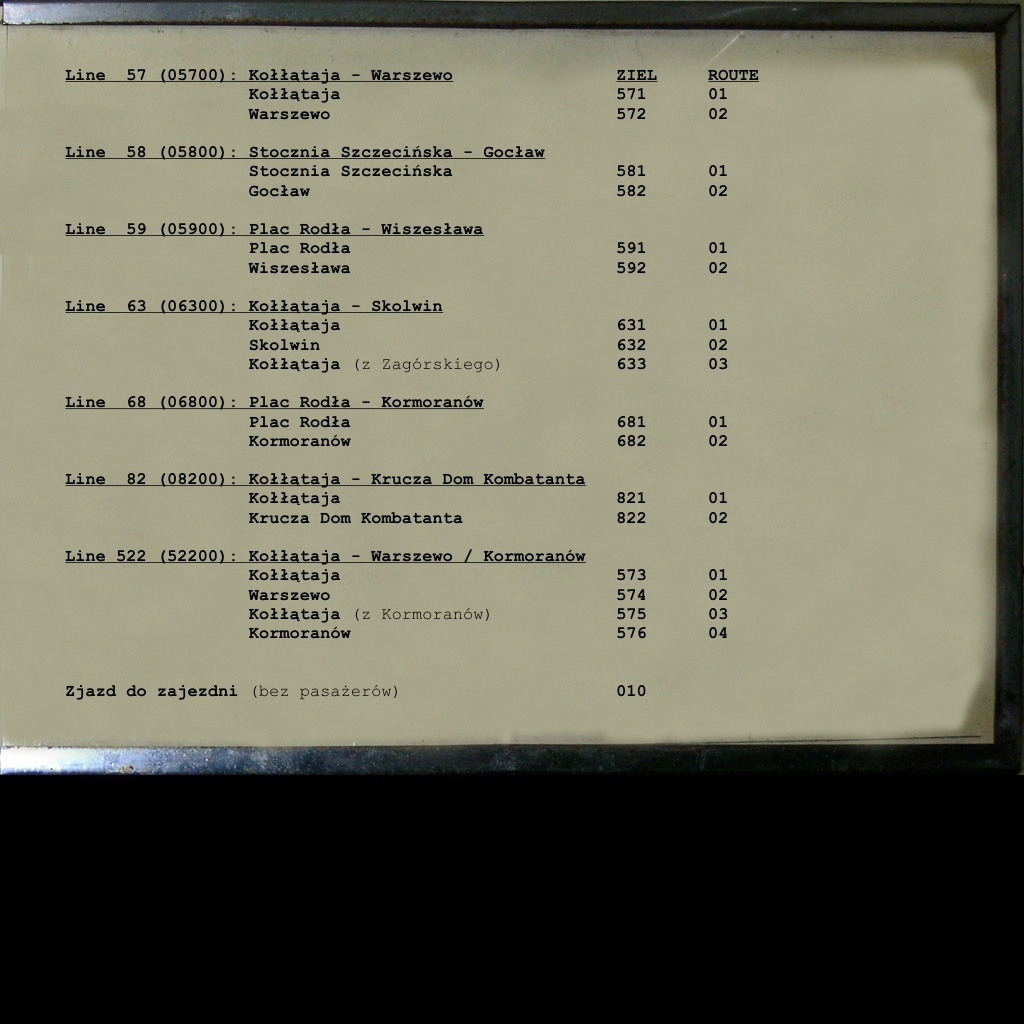 Line 57 (05700): Kołłątaja - Warszewo ZIEL ROUTE
Kołłątaja 571 01
Warszewo 572 02
Line 58 (05800): Stocznia Szczecińska - Gocław
Stocznia Szczecińska 581 01
Gocław 582 02
Line 59 (05900): Plac Rodła - Wiszesława
Plac Rodła 591 01
Wiszesława 592 02
Line 63 (06300): Kołłątaja - Skolwin
Kołłątaja 631 01
Skolwin 632 02
Kołłątaja (z Zagórskiego) 633 03
Line 68 (06800): Plac Rodła - Kormoranów
Plac Rodła 681 01
Kormoranów 682 02
Line 82 (08200): Kołłątaja - Krucza Dom Kombatanta
Kołłątaja 821 01
Krucza Dom Kombatanta 822 02
Line 522 (52200): Kołłątaja - Warszewo / Kormoranów
Kołłątaja 573 01
Warszewo 574 02
Kołłątaja (z Kormoranów) 575 03
Kormoranów 576 04
Zjazd do zajezdni (bez pasażerów) 010